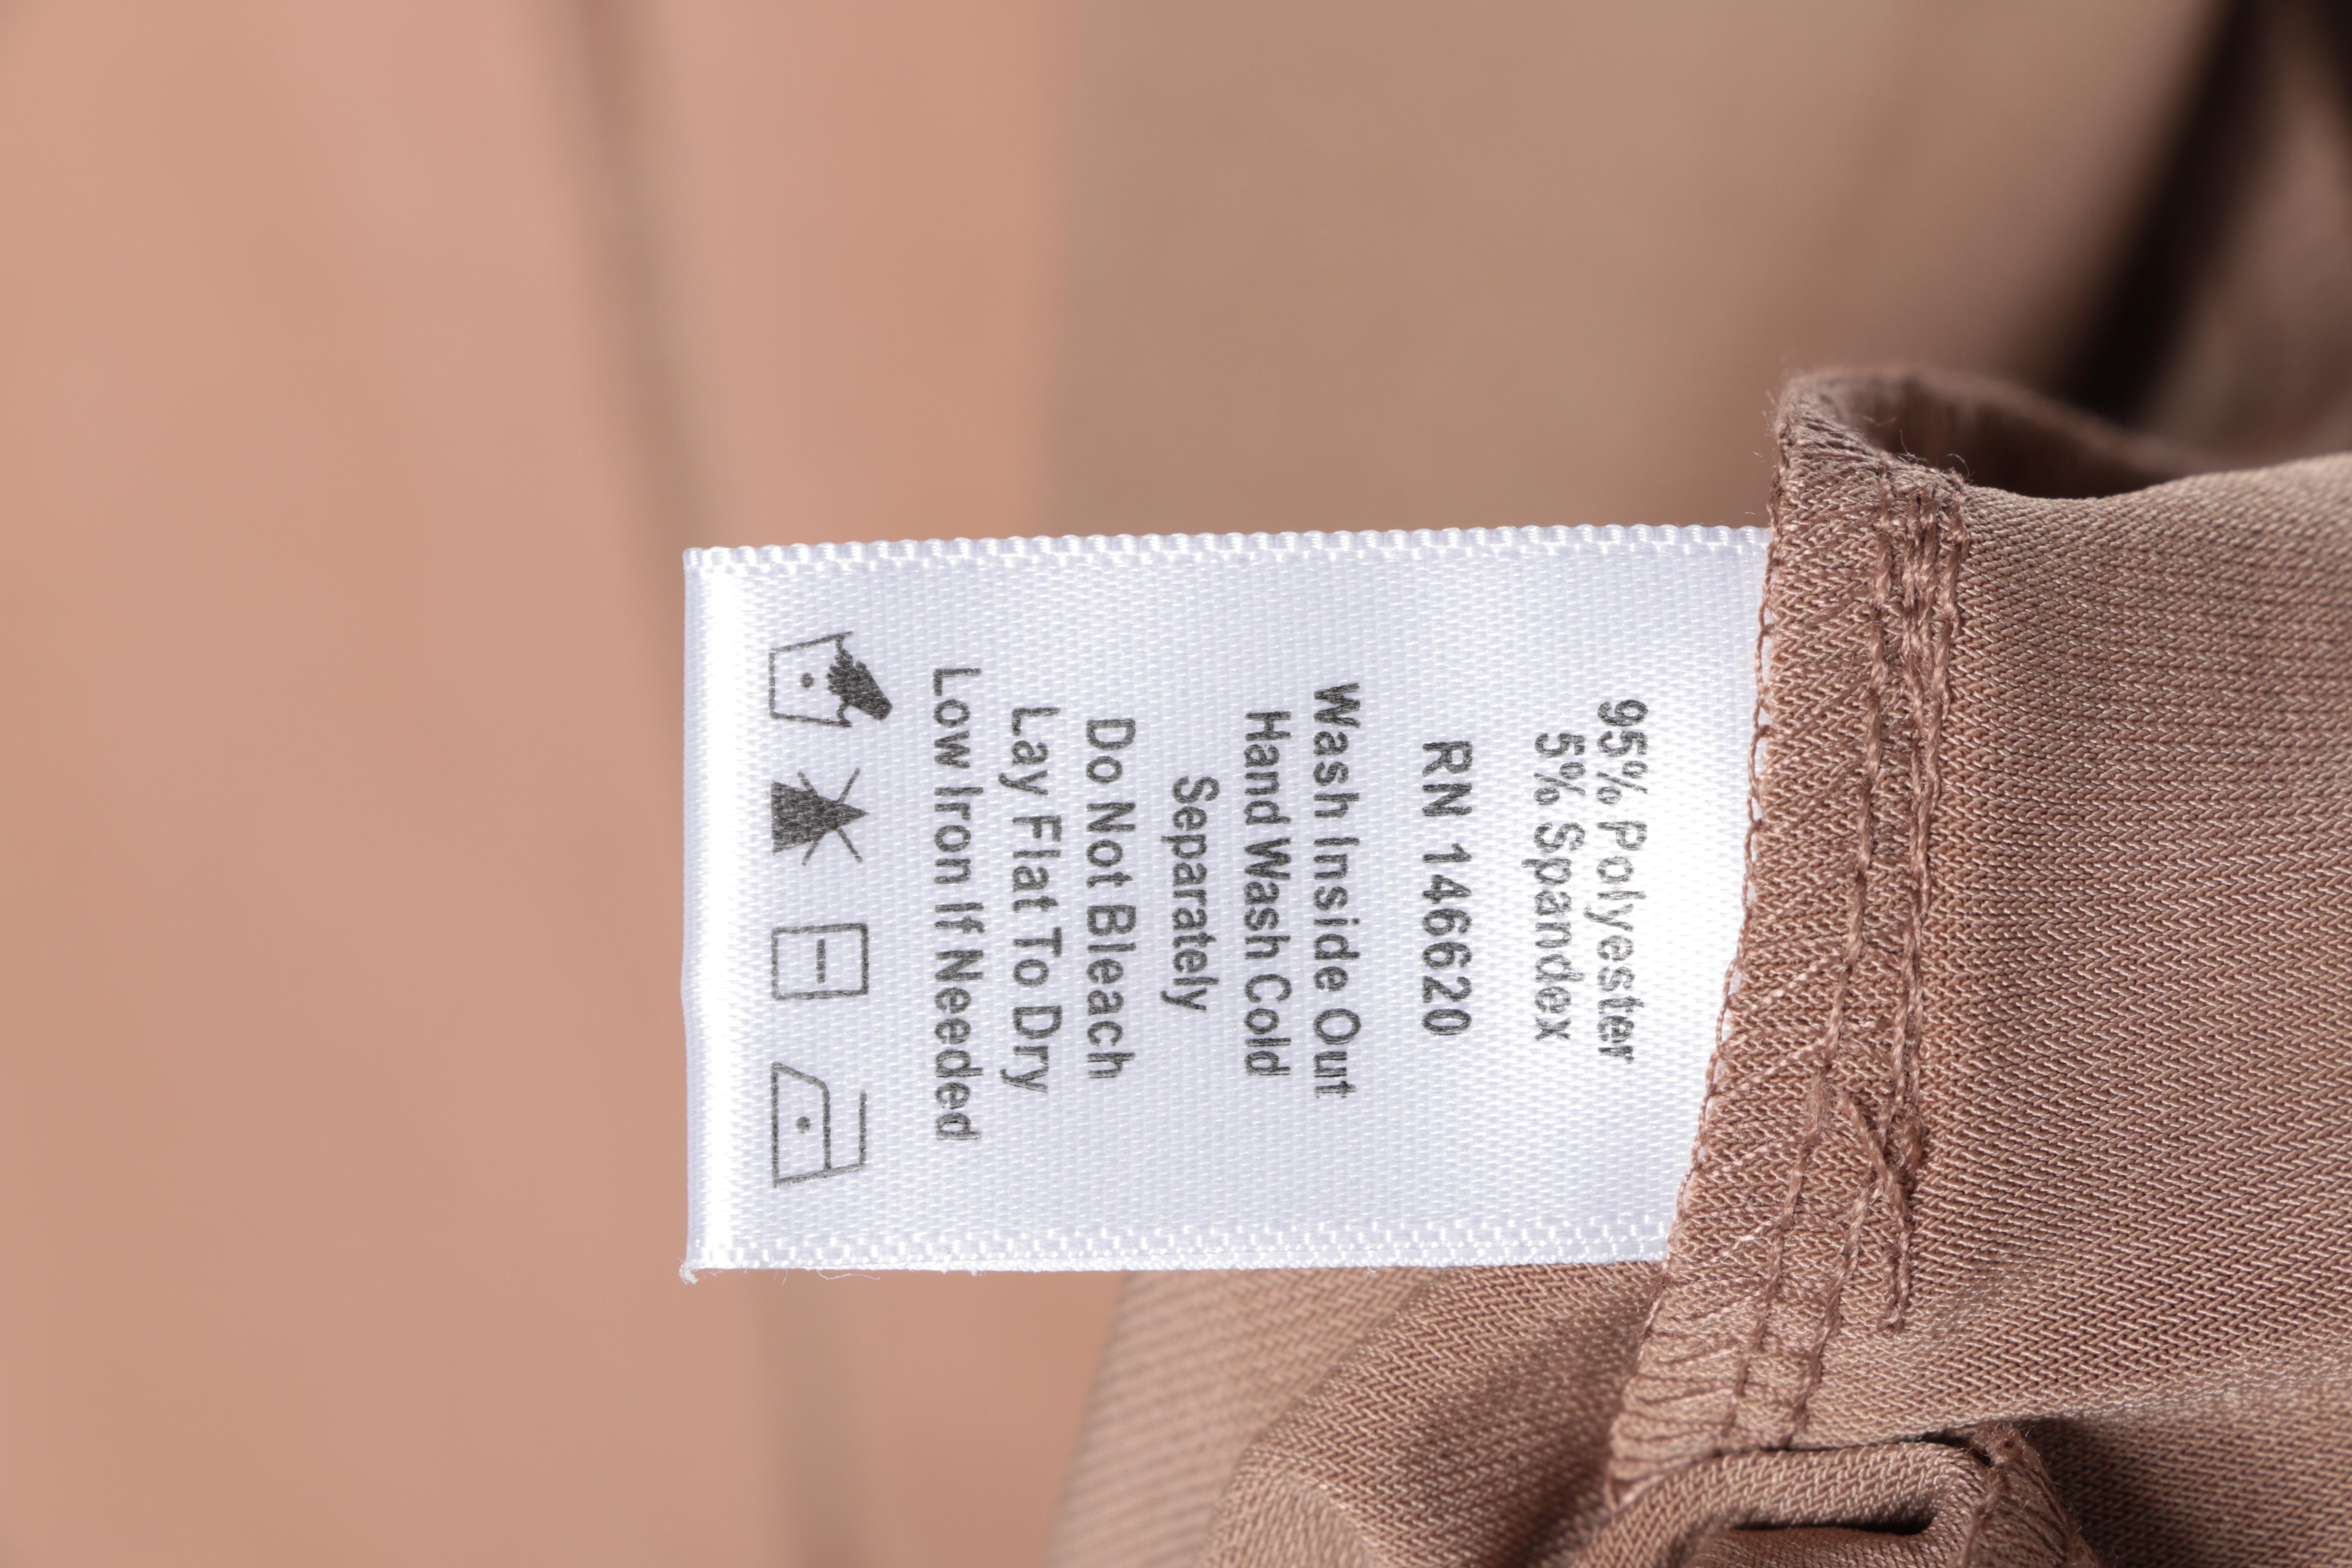 95% Polyester
5% Spandex
RN 146620
Wash Inside Out
Hand Wash Cold
Separately
Do Not Bleach
Lay Flat To Dry
Low Iron If Needed